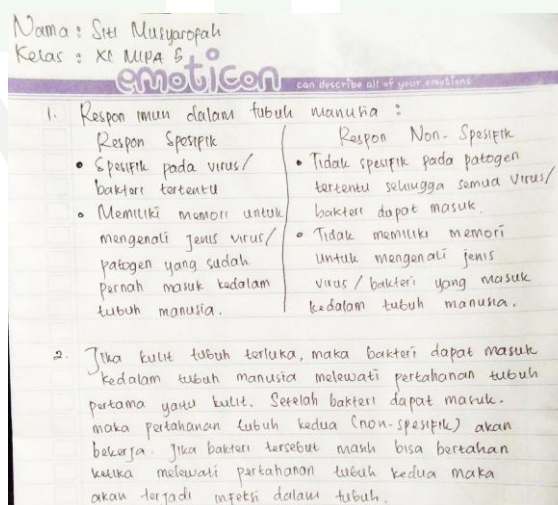 Nama : Siti Musyaropah
Kelas : XI MIPA 5
emoticon can describe all of your emotions
1. Respon imun dalam tubuh manusia :
Respon Spesifik
• Spesifik pada virus/
bakteri tertentu
• Memiliki memori untuk
mengenali jenis virus/
patogen yang sudah
pernah masuk kedalam
tubuh manusia.
Respon Non-Spesifik
• Tidak spesifik pada patogen
tertentu sehingga semua virus/
bakteri dapat masuk.
• Tidak memiliki memori
untuk mengenali jenis
virus / bakteri yang masuk
kedalam tubuh manusia.
2. Jika kulit tubuh terluka, maka bakteri dapat masuk
kedalam tubuh manusia melewati pertahanan tubuh
pertama yaitu kulit. Setelah bakteri dapat masuk.
maka pertahanan tubuh kedua (non-spesifik) akan
bekerja. Jika bakteri tersebut masih bisa bertahan
ketika melewati pertahanan tubuh kedua maka
akan terjadi infeksi dalam tubuh.